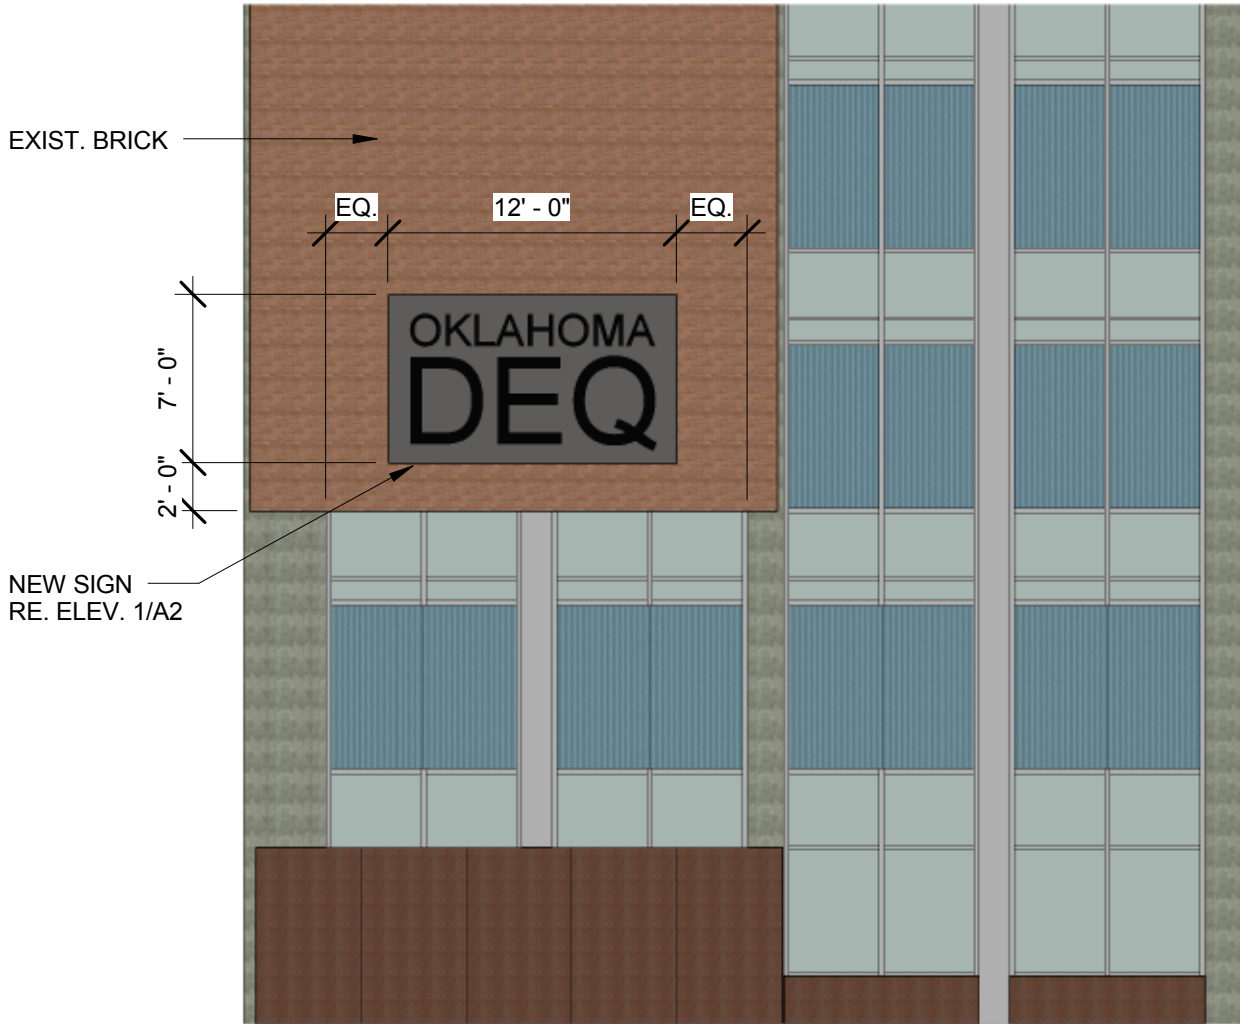 EXIST. BRICK
EQ.
12' - 0"
EQ.
7' - 0"
OKLAHOMA
DEQ
2' - 0"
NEW SIGN
RE. ELEV. 1/A2